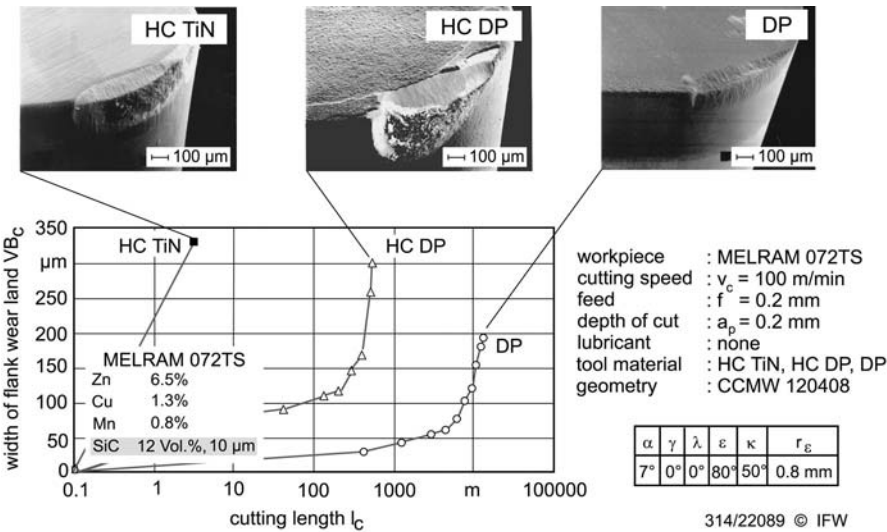 HC TiN
HC DP
DP
100 µm
100 µm
100 µm
width of flank wear land VBC
350
µm
250
200
150
100
50
0
0.1
1
10
100
1000
m
100000
cutting length lC
HC TiN
HC DP
DP
MELRAM 072TS
Zn 6.5%
Cu 1.3%
Mn 0.8%
SiC 12 Vol.%, 10 µm
workpiece : MELRAM 072TS
cutting speed : vc = 100 m/min
feed : f = 0.2 mm
depth of cut : ap = 0.2 mm
lubricant : none
tool material : HC TiN, HC DP, DP
geometry : CCMW 120408
α γ λ ε κ rε
7° 0° 0° 80° 50° 0.8 mm
314/22089 © IFW